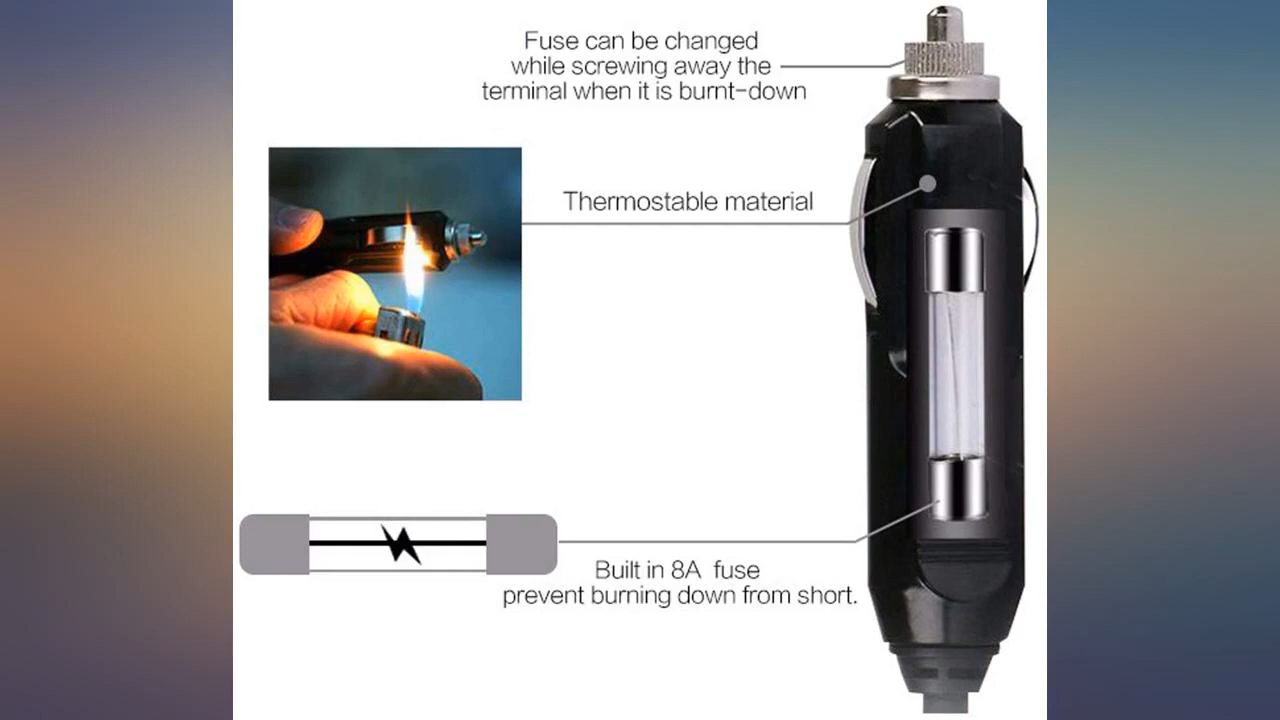 Fuse can be changed
while screwing away the
terminal when it is burnt-down
Thermostable material
Built in 8A fuse
prevent burning down from short.